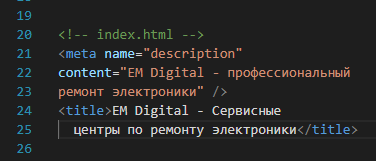 19
20 <!-- index.html -->
21 <meta name="description"
22 content="EM Digital - профессиональный
23 ремонт электроники" />
24 <title>EM Digital - Сервисные
25 центры по ремонту электроники</title>
26